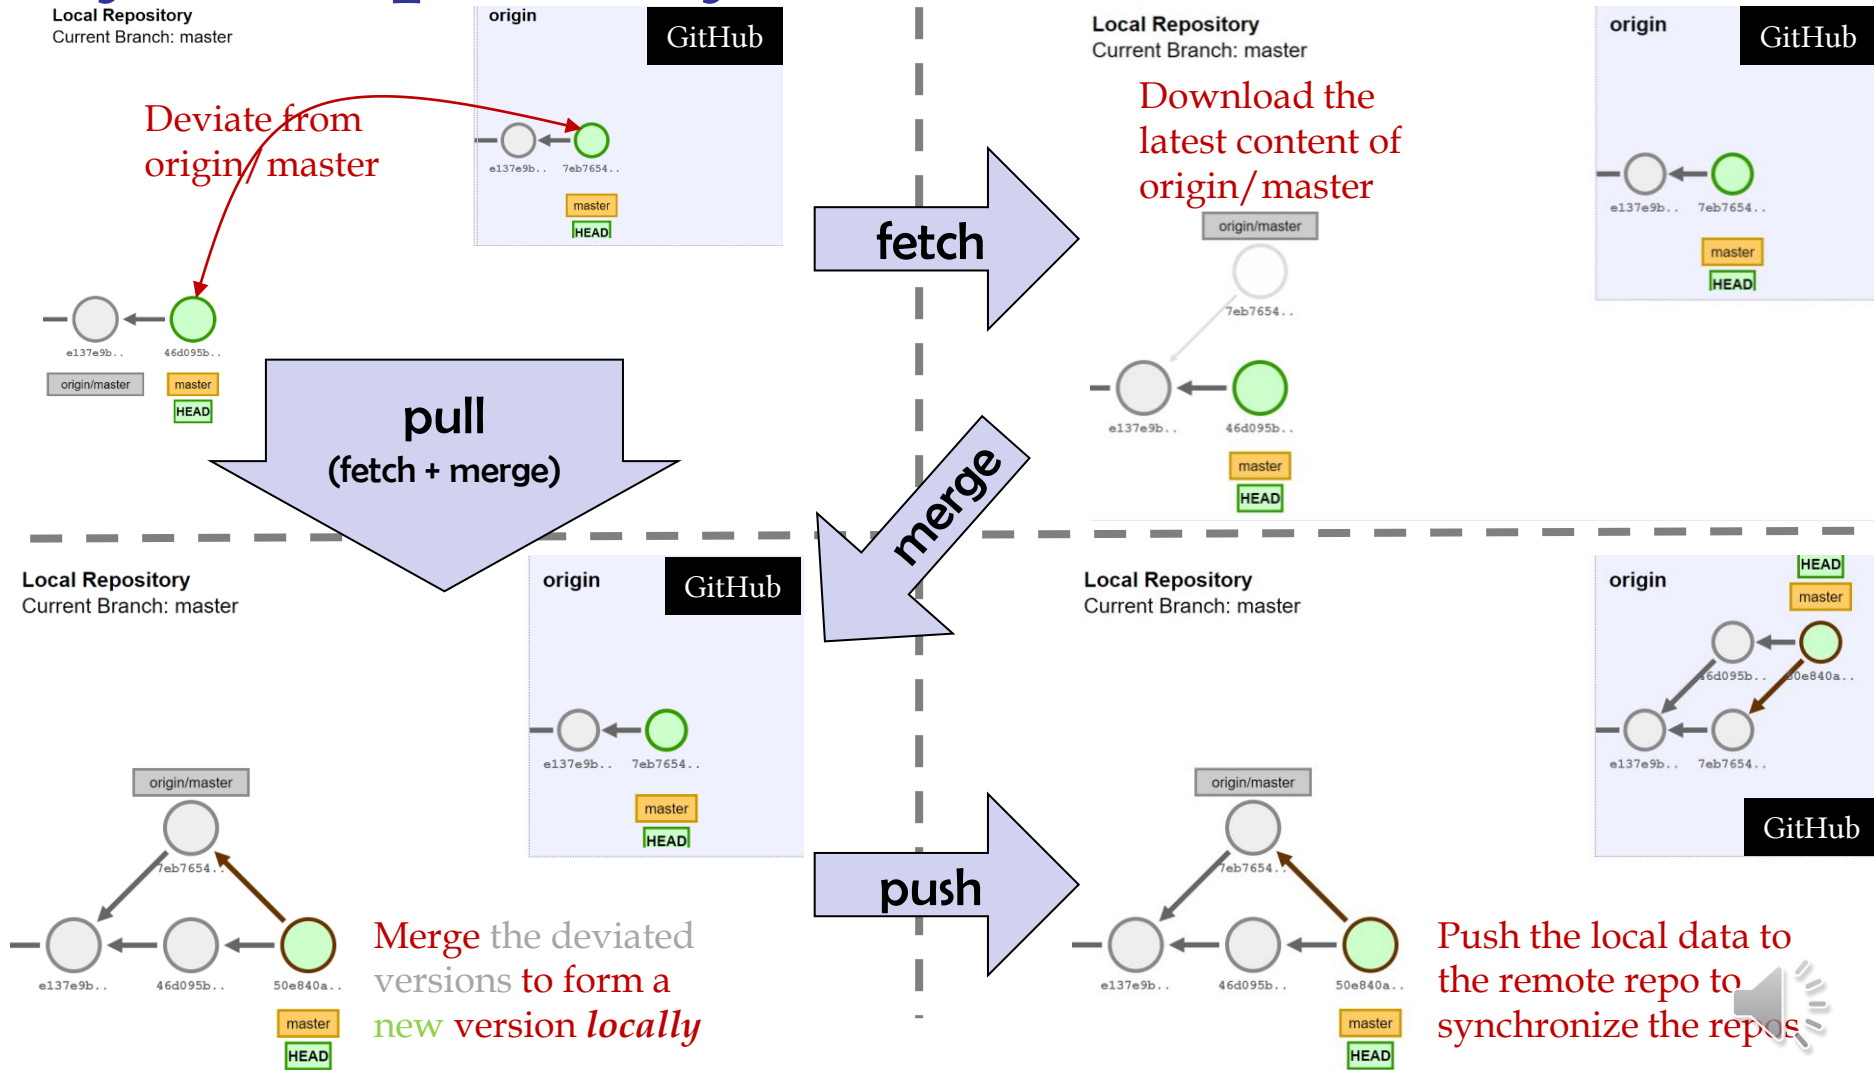 Local Repository
Current Branch: master
origin
GitHub
Deviate from
origin/master
e137e9b..
7eb7654..
master
HEAD
e137e9b..
46d095b..
origin/master
master
HEAD
fetch
Local Repository
Current Branch: master
origin
GitHub
Download the
latest content of
origin/master
origin/master
7eb7654..
e137e9b..
46d095b..
master
HEAD
e137e9b..
7eb7654..
master
HEAD
pull
(fetch + merge)
merge
Local Repository
Current Branch: master
origin
GitHub
e137e9b..
7eb7654..
master
HEAD
origin/master
7eb7654..
e137e9b..
46d095b..
50e840a..
master
HEAD
Merge the deviated
versions to form a
new version locally
push
Local Repository
Current Branch: master
origin
HEAD
master
46d095b..
50e840a..
e137e9b..
7eb7654..
GitHub
origin/master
7eb7654..
e137e9b..
46d095b..
50e840a..
master
HEAD
Push the local data to
the remote repo to
synchronize the repos